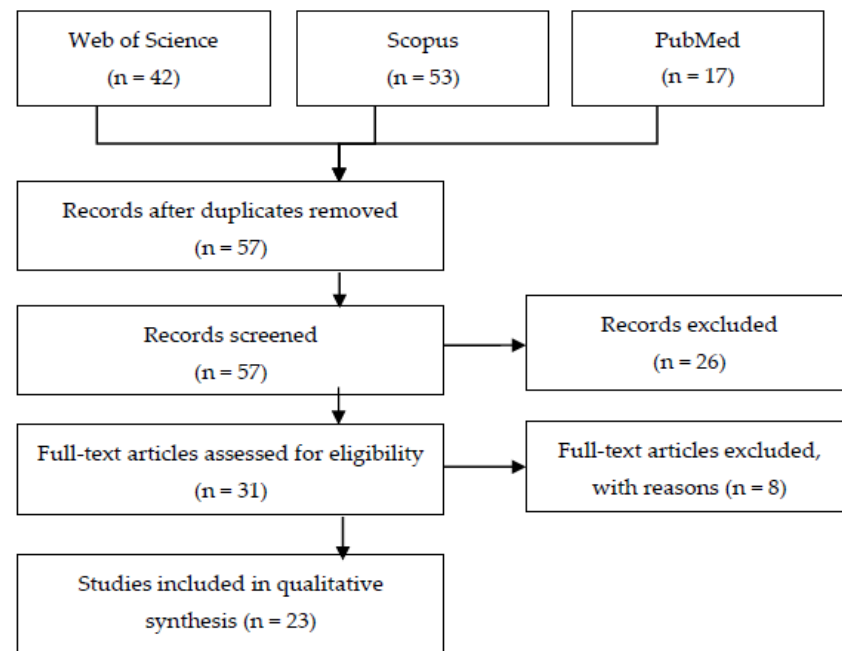 Web of Science
(n = 42)
Scopus
(n = 53)
PubMed
(n = 17)
Records after duplicates removed
(n = 57)
Records screened
(n = 57)
Records excluded
(n = 26)
Full-text articles assessed for eligibility
(n = 31)
Full-text articles excluded,
with reasons (n = 8)
Studies included in qualitative
synthesis (n = 23)